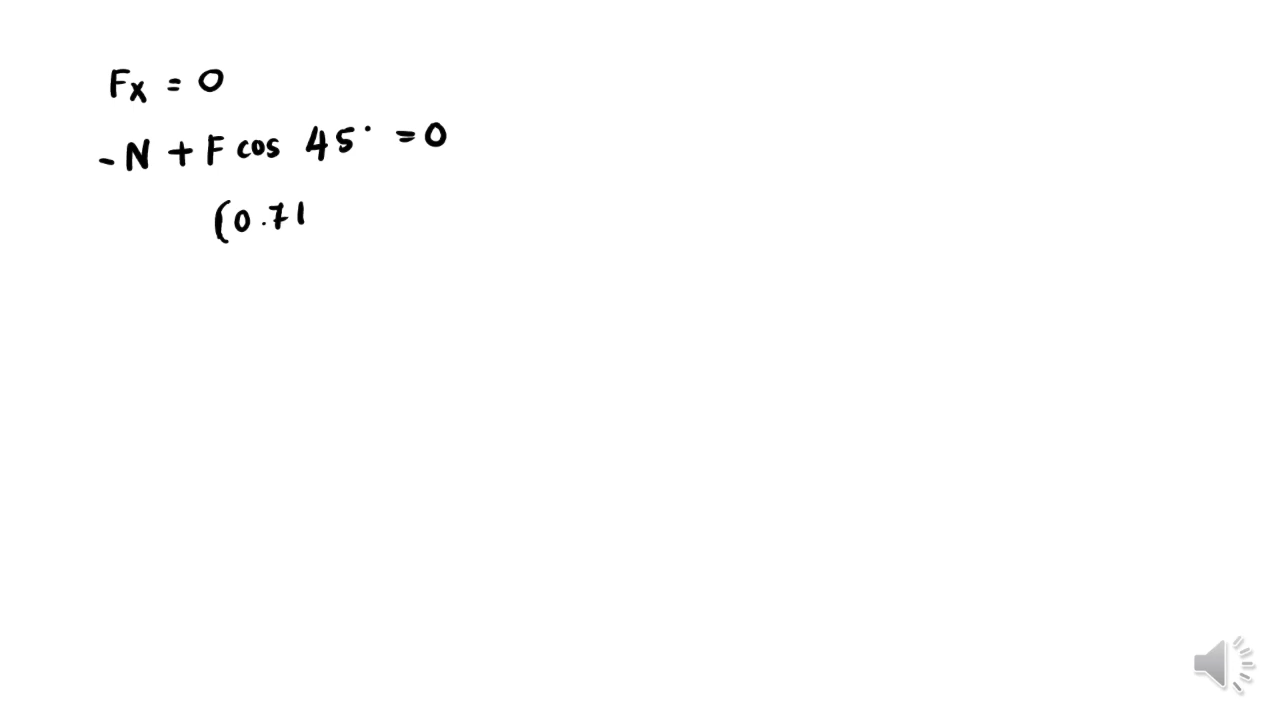 Fx = 0
- N + F cos 45° = 0
(0.71